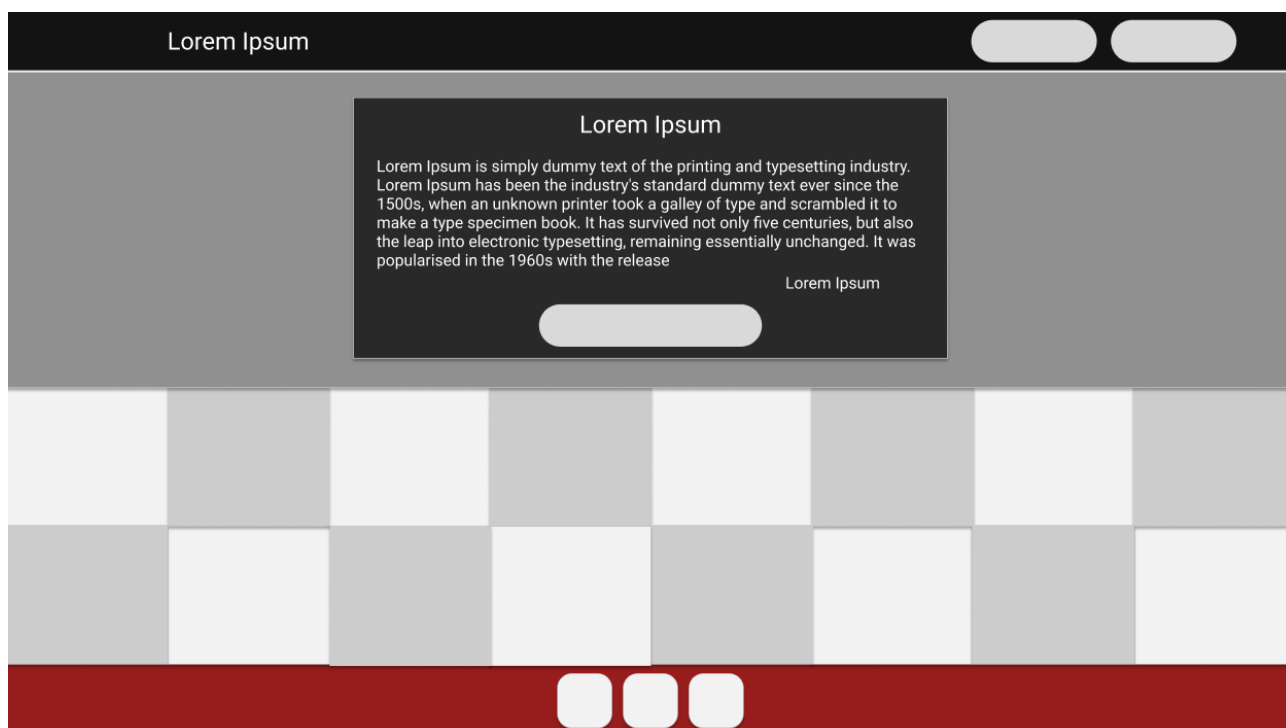 Lorem Ipsum
Lorem Ipsum
Lorem Ipsum is simply dummy text of the printing and typesetting industry.
Lorem Ipsum has been the industry's standard dummy text ever since the
1500s, when an unknown printer took a galley of type and scrambled it to
make a type specimen book. It has survived not only five centuries, but also
the leap into electronic typesetting, remaining essentially unchanged. It was
popularised in the 1960s with the release
Lorem Ipsum